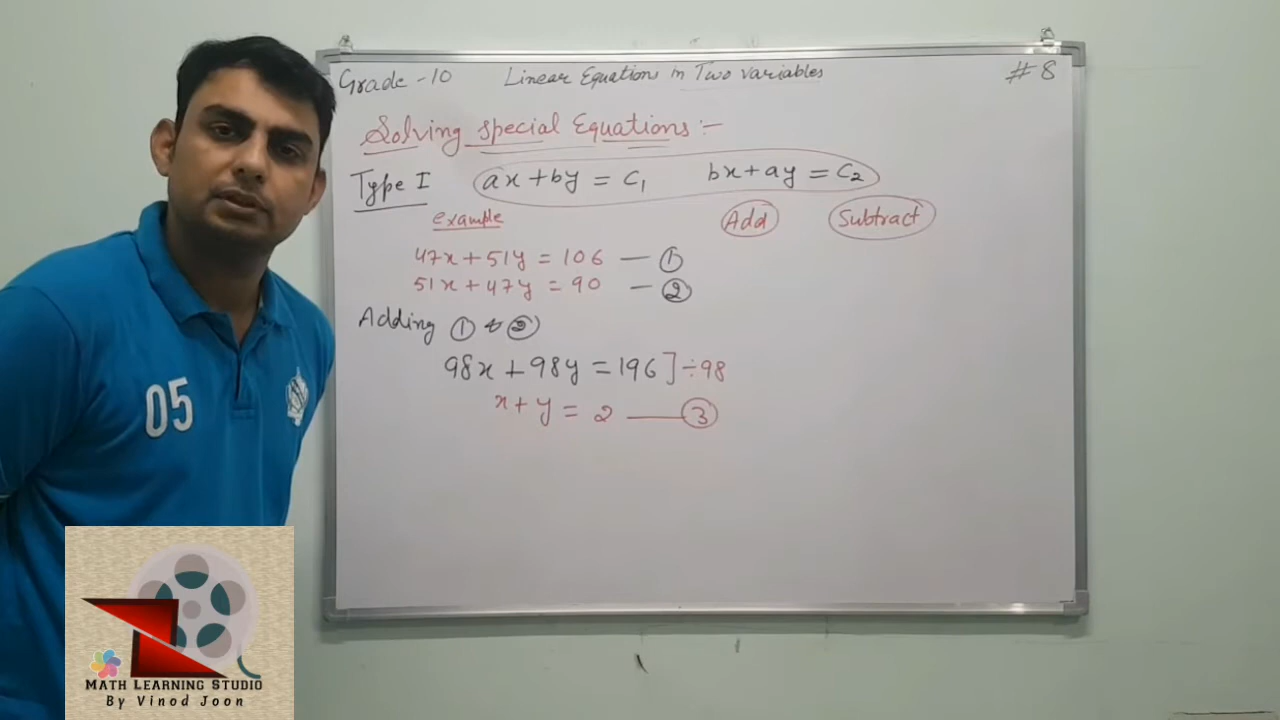 Grade - 10 Linear Equations in Two variables # 8
Solving special Equations :-
Type I ax + by = C₁ bx + ay = C₂
example Add Subtract
47x + 51y = 106 — ①
51x + 47y = 90 — ②
Adding ① & ②
98x + 98y = 196 ] ÷ 98
x + y = 2 — ③
05
MATH LEARNING STUDIO
By Vinod Joon